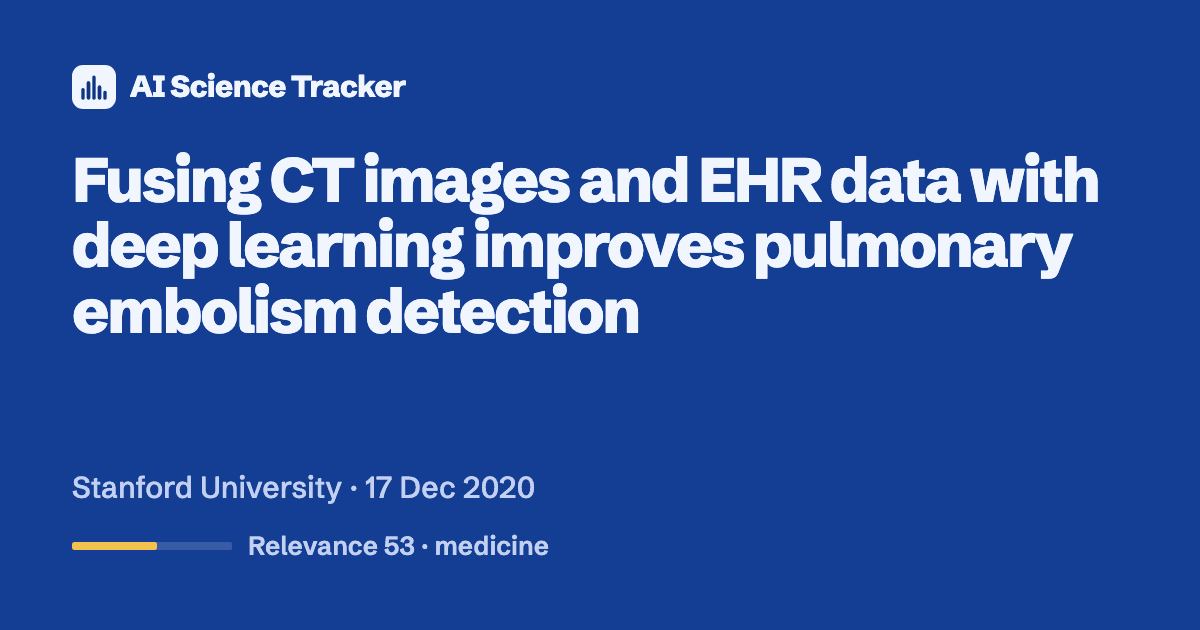 AI Science Tracker
Fusing CT images and EHR data with
deep learning improves pulmonary
embolism detection
Stanford University · 17 Dec 2020
Relevance 53 · medicine